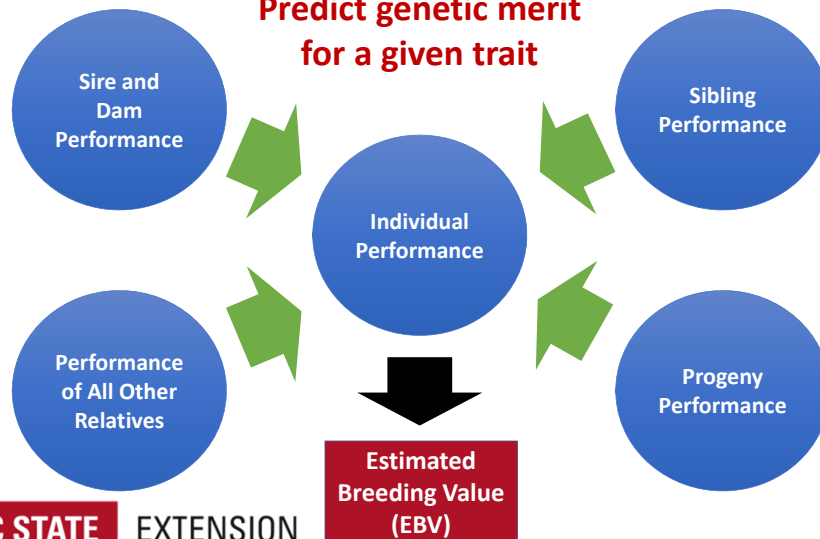 Predict genetic merit
for a given trait
Sire and
Dam
Performance
Sibling
Performance
Individual
Performance
Performance
of All Other
Relatives
Progeny
Performance
Estimated
Breeding Value
(EBV)
C STATE EXTENSION